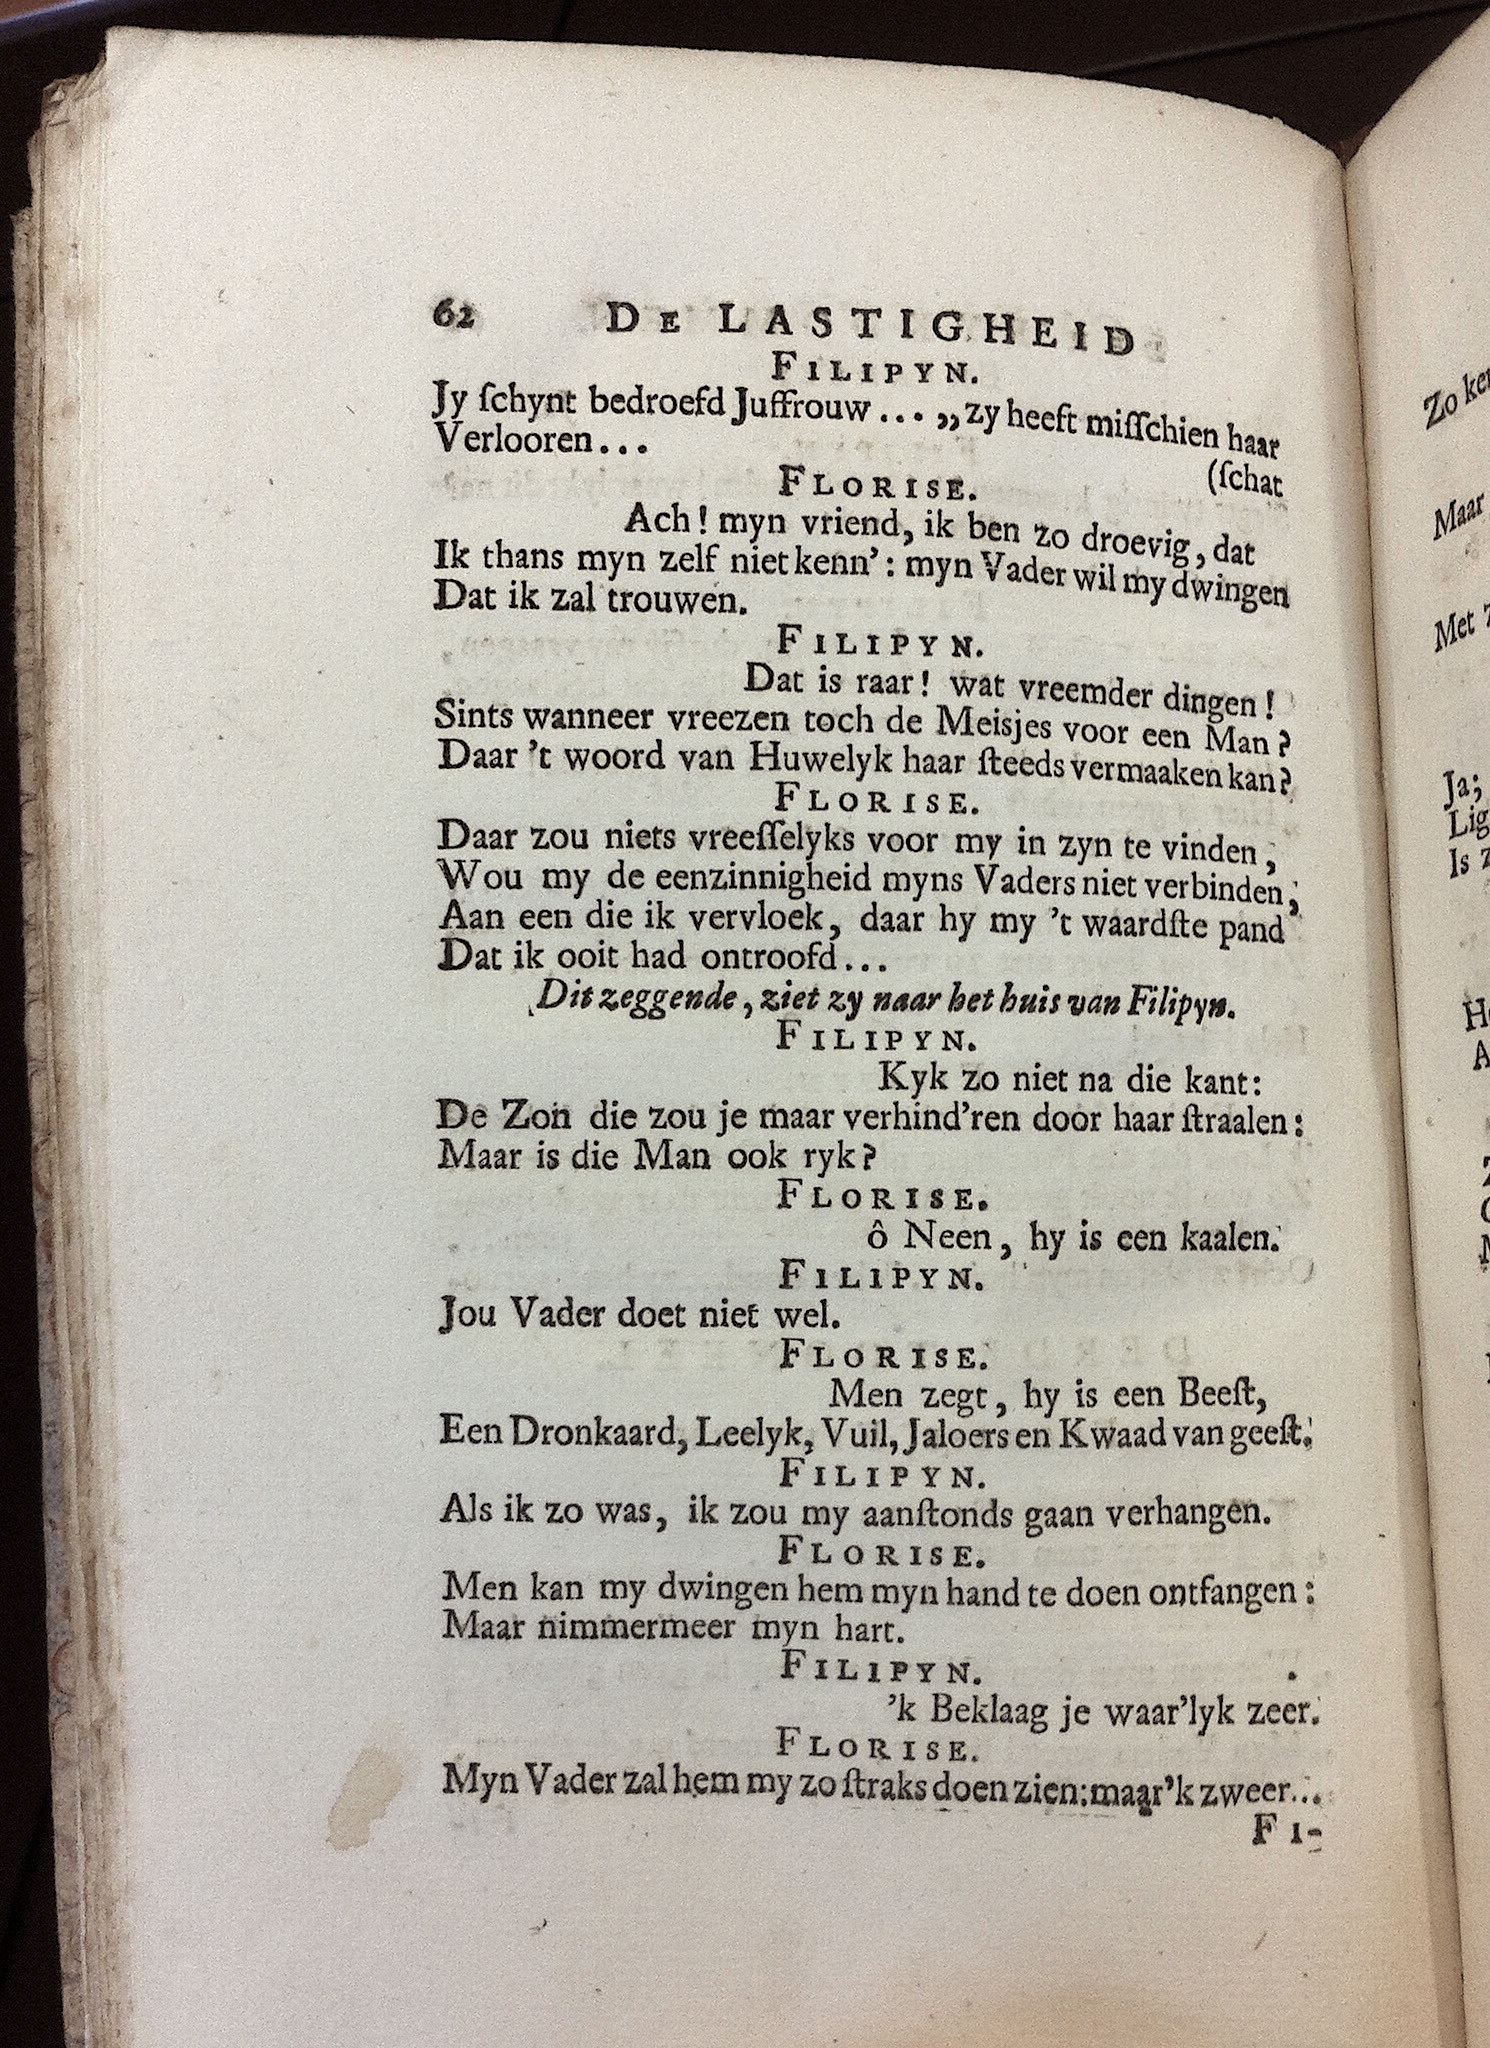 62 DE LASTIGHEID
FILIPYN.
Jy ſchynt bedroefd Juffrouw... „zy heeft miſſchien haar
Verlooren... (ſchat
FLORISE.
Ach! myn vriend, ik ben zo droevig, dat
Ik thans myn zelf niet kenn': myn Vader wil my dwingen
Dat ik zal trouwen.
FILIPYN.
Dat is raar! wat vreemder dingen!
Sints wanneer vreezen toch de Meisjes voor een Man?
Daar 't woord van Huwelyk haar ſteeds vermaaken kan?
FLORISE.
Daar zou niets vreeſſelyks voor my in zyn te vinden,
Wou my de eenzinnigheid myns Vaders niet verbinden,
Aan een die ik vervloek, daar hy my 't waardſte pand
Dat ik ooit had ontroofd...
Dit zeggende, ziet zy naar het huis van Filipyn.
FILIPYN.
Kyk zo niet na die kant:
De Zon die zou je maar verhind'ren door haar ſtraalen:
Maar is die Man ook ryk?
FLORISE.
ô Neen, hy is een kaalen.
FILIPYN.
Jou Vader doet niet wel.
FLORISE.
Men zegt, hy is een Beeſt,
Een Dronkaard, Leelyk, Vuil, Jaloers en Kwaad van geeſt.
FILIPYN.
Als ik zo was, ik zou my aanſtonds gaan verhangen.
FLORISE.
Men kan my dwingen hem myn hand te doen ontfangen:
Maar nimmermeer myn hart.
FILIPYN.
'k Beklaag je waar'lyk zeer.
FLORISE.
Myn Vader zal hem my zo ſtraks doen zien: maar 'k zweer...
FI-
Zo
Maar
Met
Ja;
Lig
Is